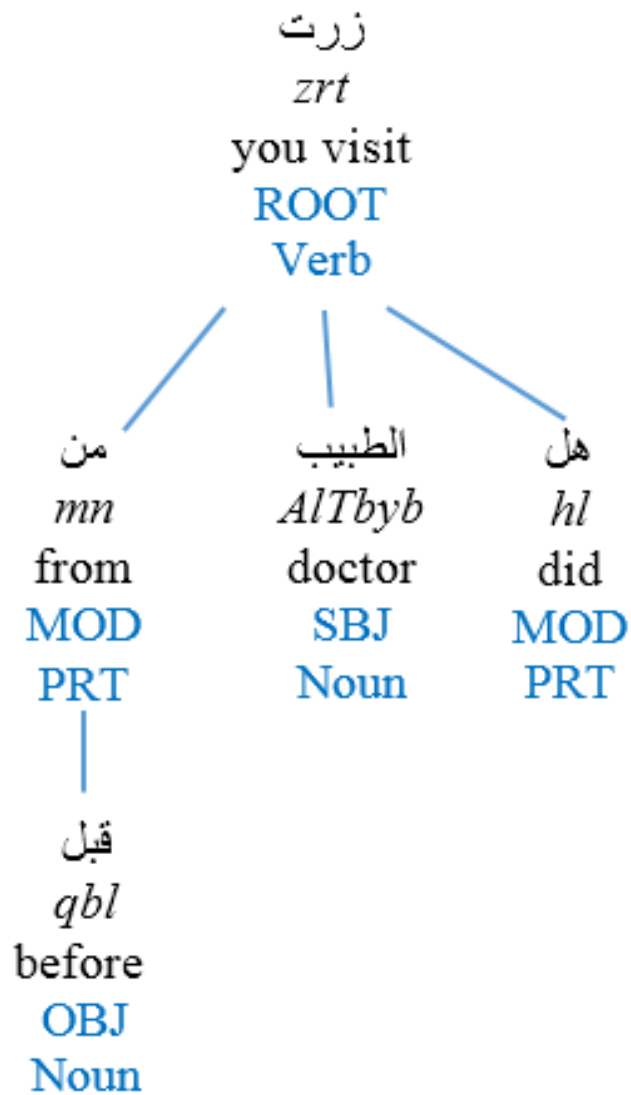 زرت
zrt
you visit
ROOT
Verb
من
mn
from
MOD
PRT
الطبيب
AlTbyb
doctor
SBJ
Noun
هل
hl
did
MOD
PRT
قبل
qbl
before
OBJ
Noun